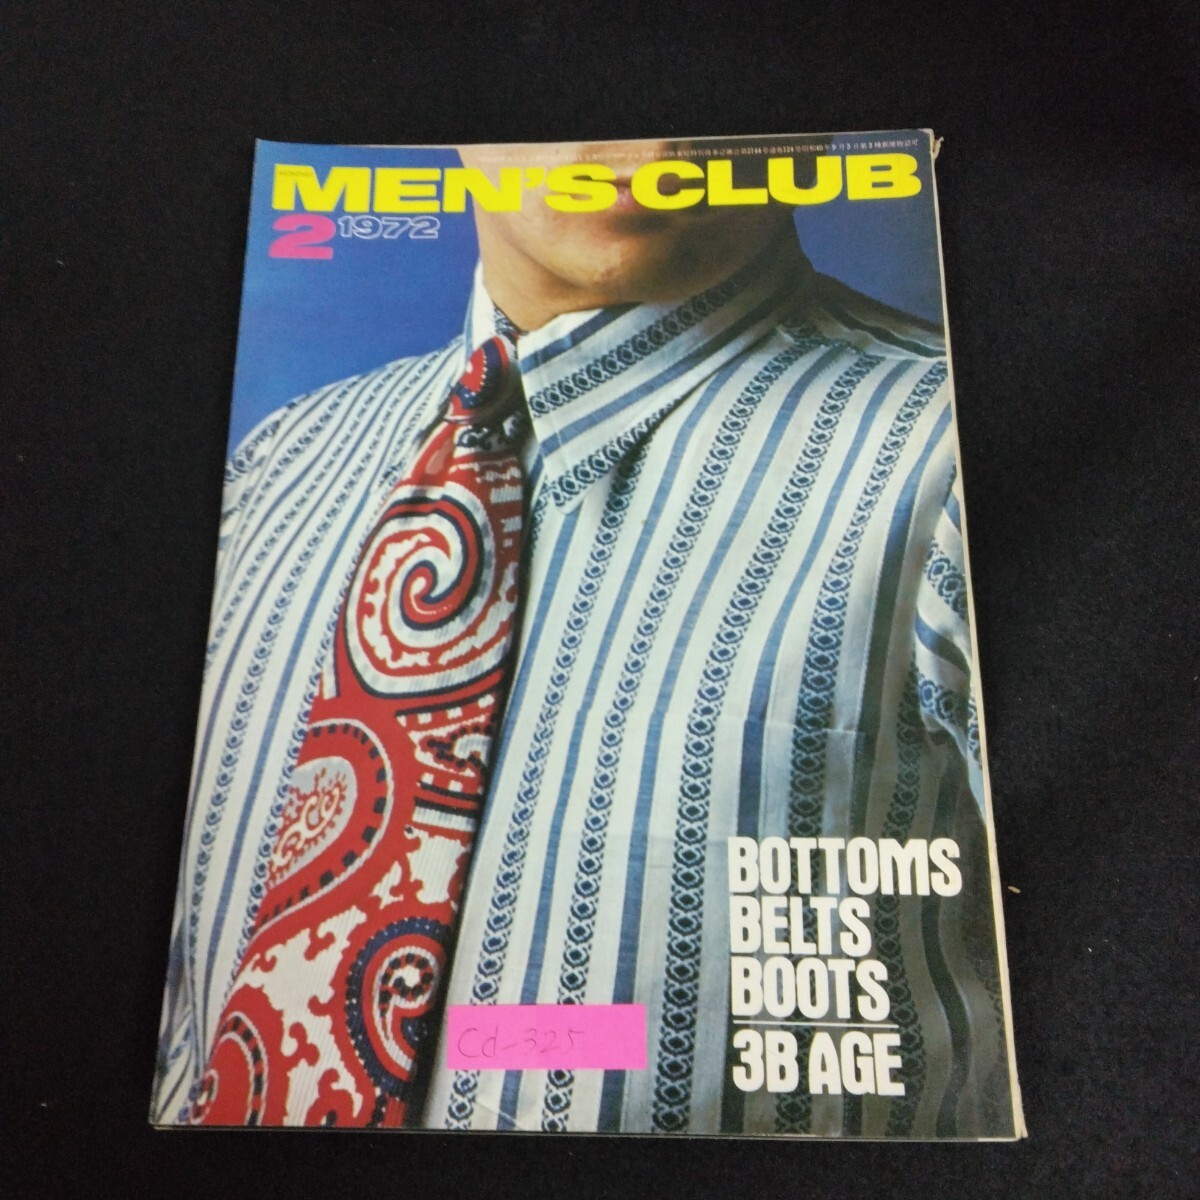 MEN'S CLUB
2 1972
BOTTOMS
BELTS
BOOTS
3B AGE
Cd-325